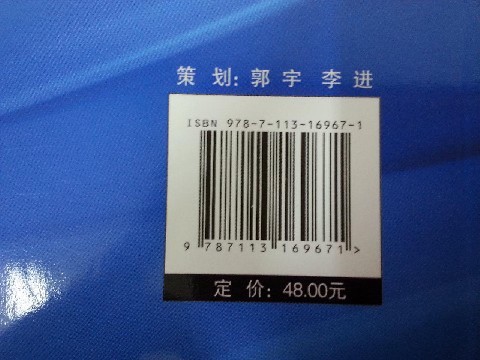 策 划: 郭 宇 李 进
ISBN 978-7-113-16967-1
9 787113 169671 >
定 价: 48.00元